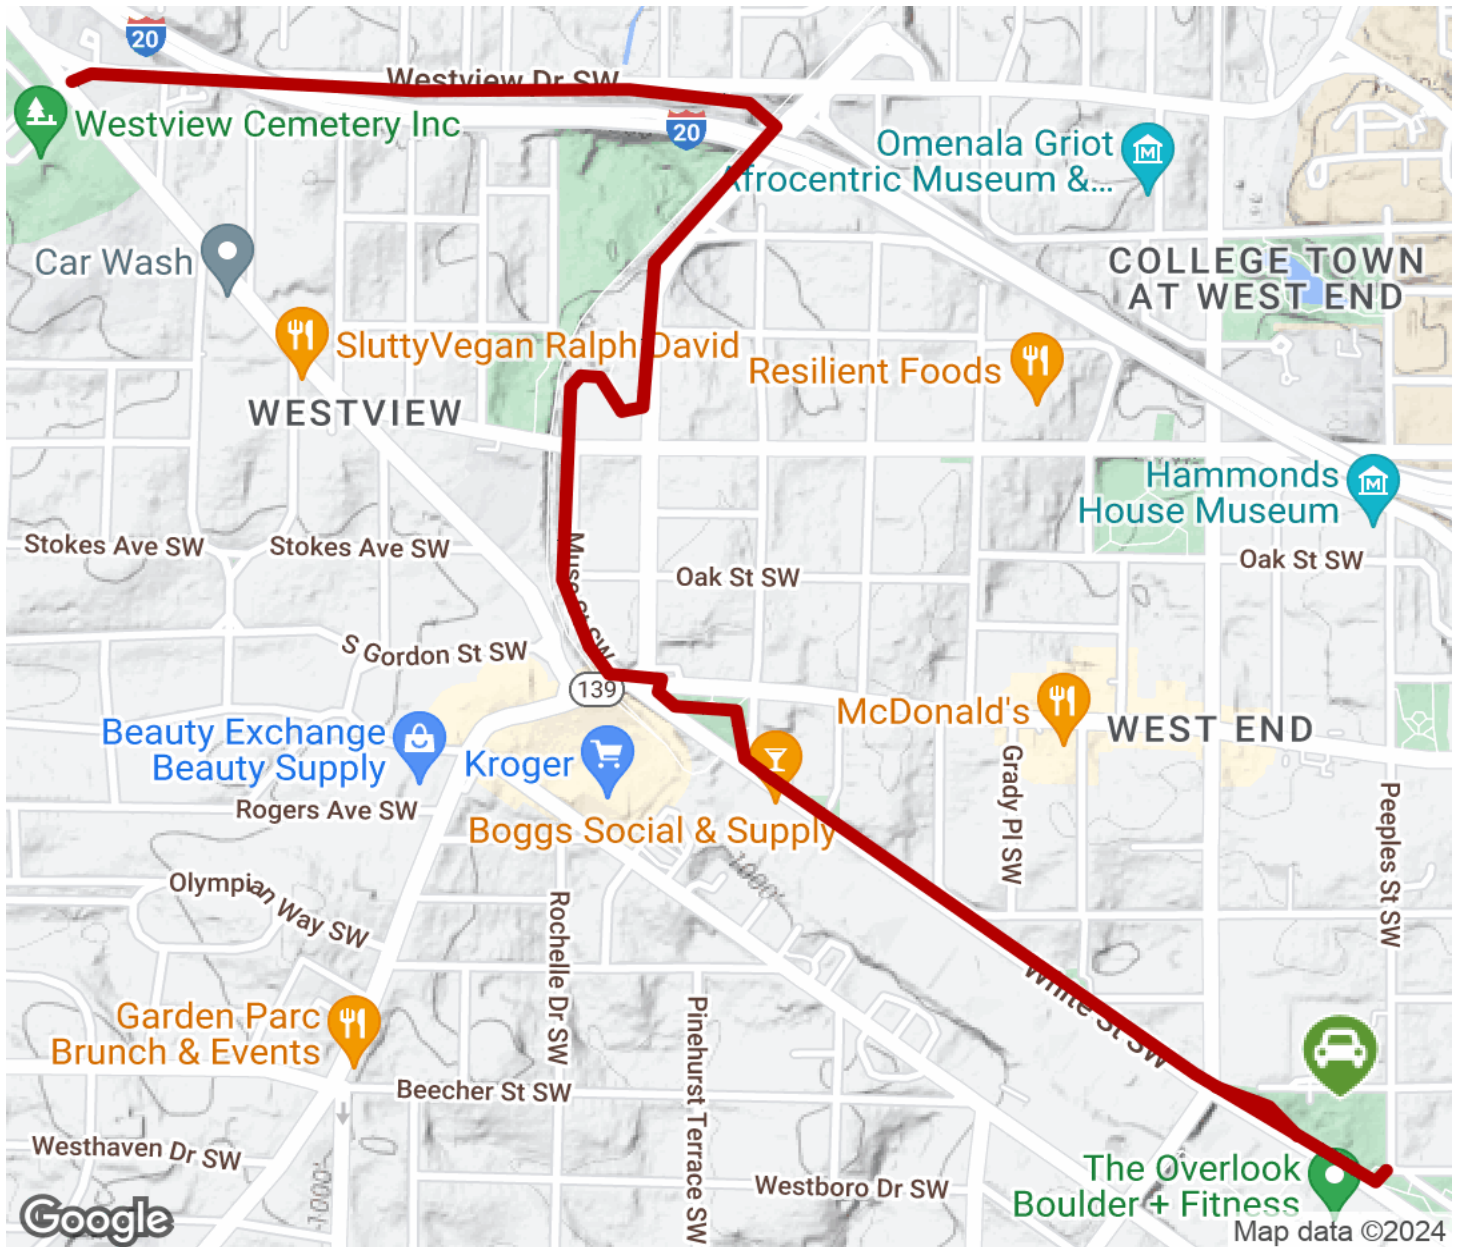 20
Westview Dr SW
Westview Cemetery Inc
20
Omenala Griot
Afrocentric Museum &...
Car Wash
COLLEGE TOWN
AT WEST END
SluttyVegan Ralph David
Resilient Foods
WESTVIEW
Hammonds
House Museum
Stokes Ave SW
Stokes Ave SW
Muse St SW
Oak St SW
Oak St SW
S Gordon St SW
139
McDonald's
WEST END
Beauty Exchange
Beauty Supply
Kroger
Grady Pl SW
Peeples St SW
Rogers Ave SW
Boggs Social & Supply
1000'
Olympian Way SW
Rochelle Dr SW
White St SW
Garden Parc
Brunch & Events
Pinehurst Terrace SW
Beecher St SW
Westhaven Dr SW
1000'
Westboro Dr SW
The Overlook
Boulder + Fitness
Google
Map data ©2024